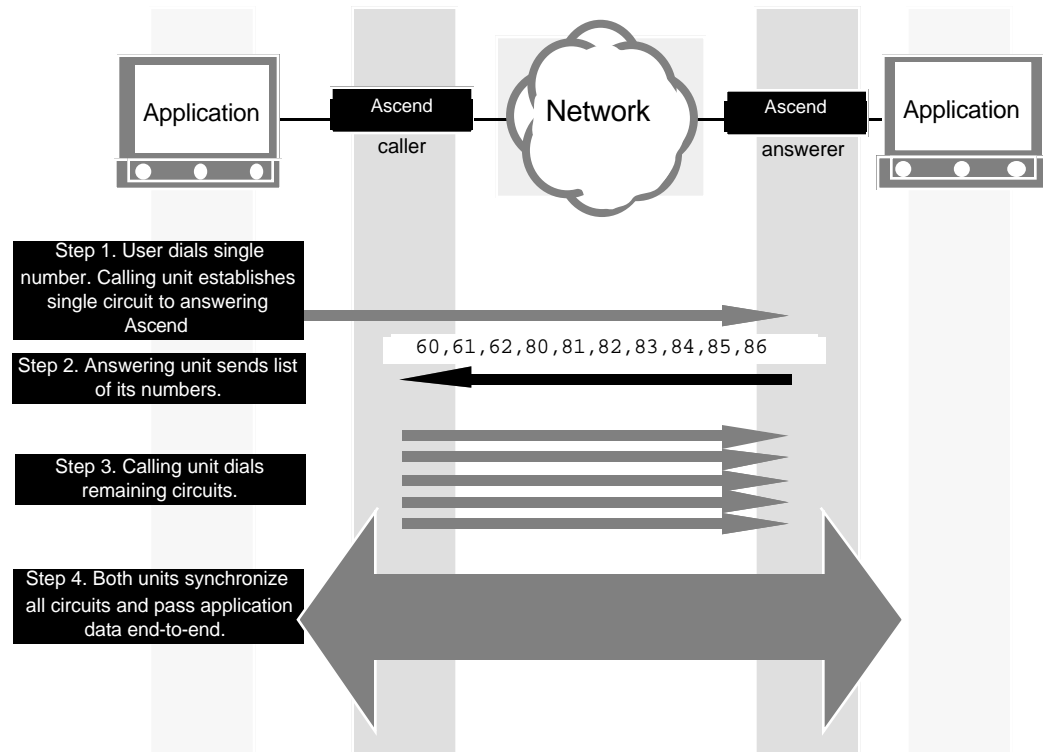 Application
Ascend
caller
Network
Ascend
answerer
Application
Step 1. User dials single
number. Calling unit establishes
single circuit to answering
Ascend
60,61,62,80,81,82,83,84,85,86
Step 2. Answering unit sends list
of its numbers.
Step 3. Calling unit dials
remaining circuits.
Step 4. Both units synchronize
all circuits and pass application
data end-to-end.